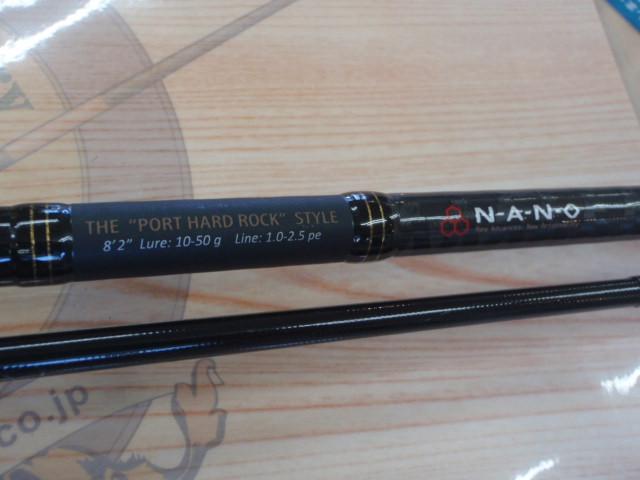 THE "PORT HARD ROCK" STYLE
8'2" Lure: 10-50 g Line: 1.0-2.5 pe
N-A-N-O
co.jp